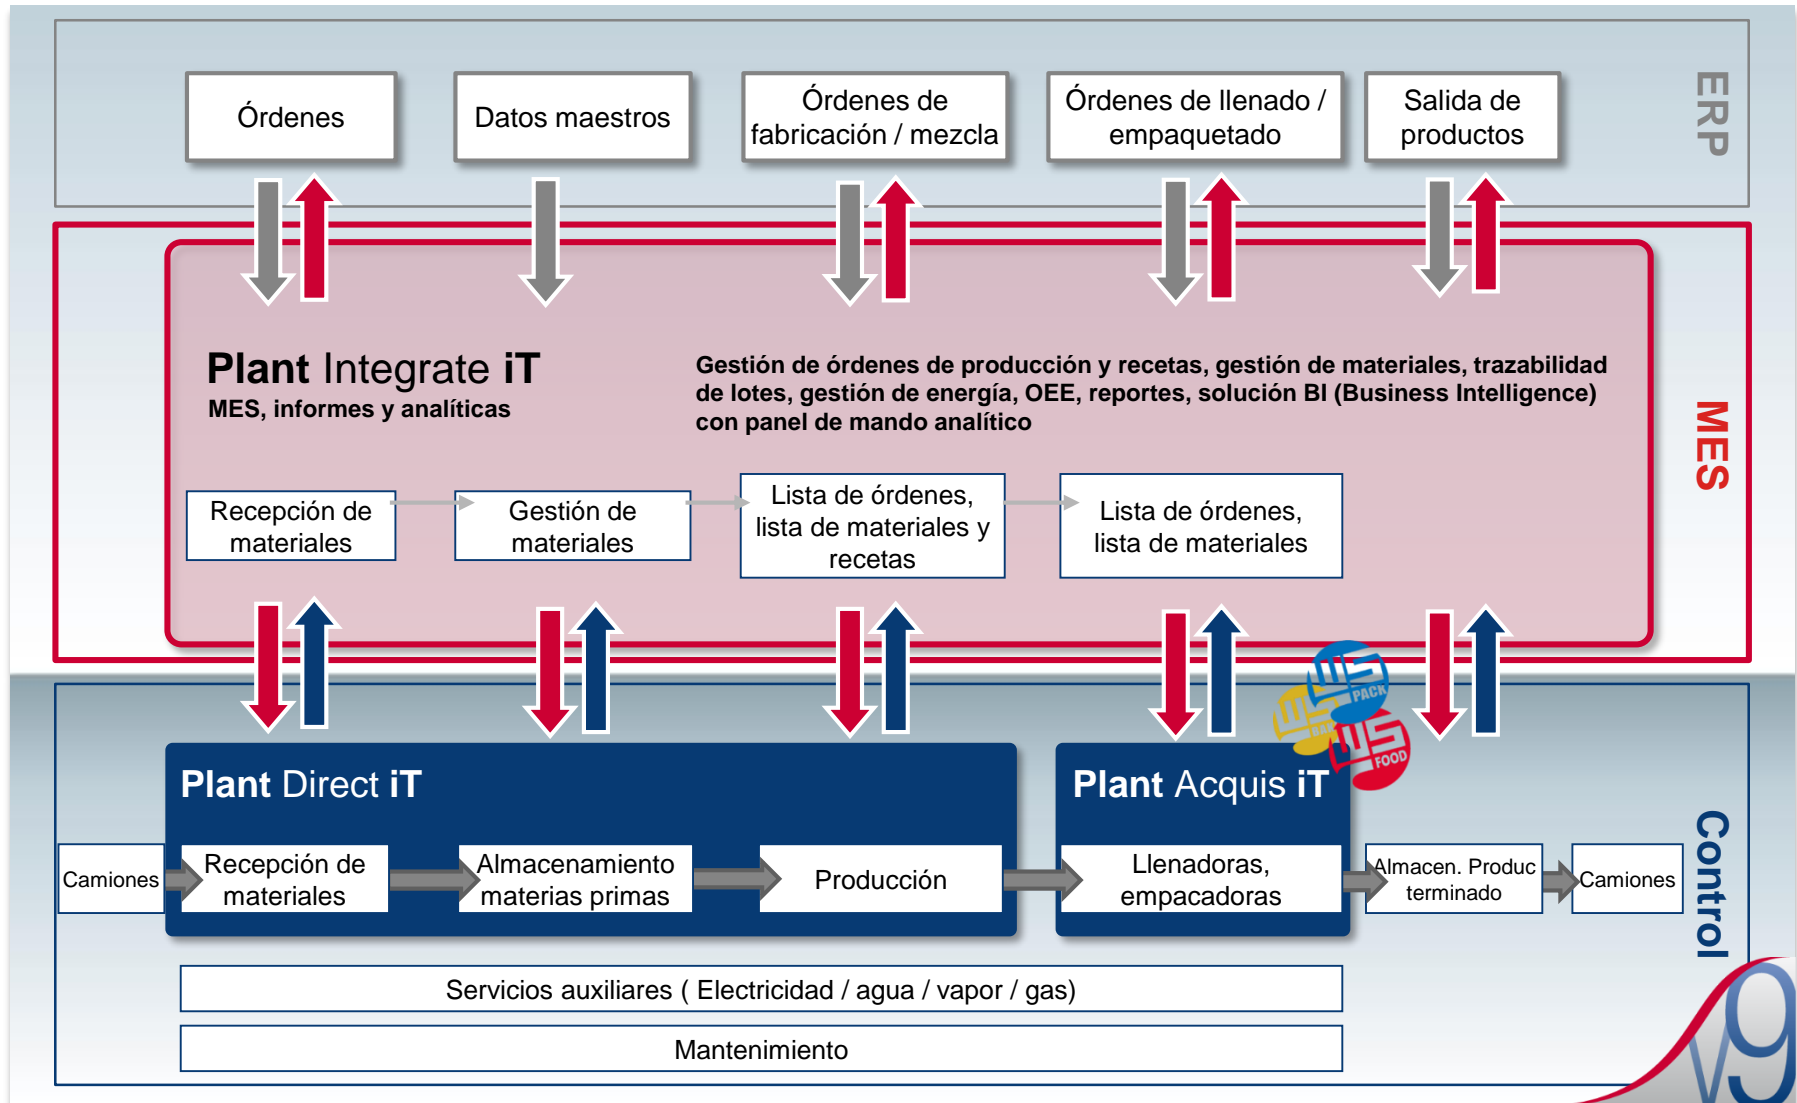 Órdenes
Datos maestros
Órdenes de
fabricación / mezcla
Órdenes de llenado /
empaquetado
Salida de
productos
ERP
Plant Integrate iT
MES, informes y analíticas
Gestión de órdenes de producción y recetas, gestión de materiales, trazabilidad
de lotes, gestión de energía, OEE, reportes, solución BI (Business Intelligence)
con panel de mando analítico
MES
Recepción de
materiales
Gestión de
materiales
Lista de órdenes,
lista de materiales y
recetas
Lista de órdenes,
lista de materiales
MS
PACK
MS
MS
FOOD
Plant Direct iT
Plant Acquis iT
Control
Camiones
Recepción de
materiales
Almacenamiento
materias primas
Producción
Llenadoras,
empacadoras
Almacen. Produc
terminado
Camiones
Servicios auxiliares ( Electricidad / agua / vapor / gas)
Mantenimiento
V9